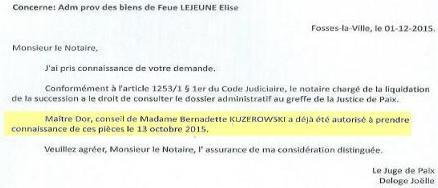 Concerne: Adm prov des biens de Feue LEJEUNE Elise
Fosses-la-Ville, le 01-12-2015.
Monsieur le Notaire,
J'ai pris connaissance de votre demande.
Conformément à l'article 1253/1 § 1er du Code Judiciaire, le notaire chargé de la liquidation
de la succession a le droit de consulter le dossier administratif au greffe de la Justice de Paix.
Maître Dor, conseil de Madame Bernadette KUZEROWSKI a déjà été autorisé à prendre
connaissance de ces pièces le 13 octobre 2015.
Veuillez agréer, Monsieur le Notaire, l' assurance de ma considération distinguée.
Le Juge de Paix
Deloge Joëlle